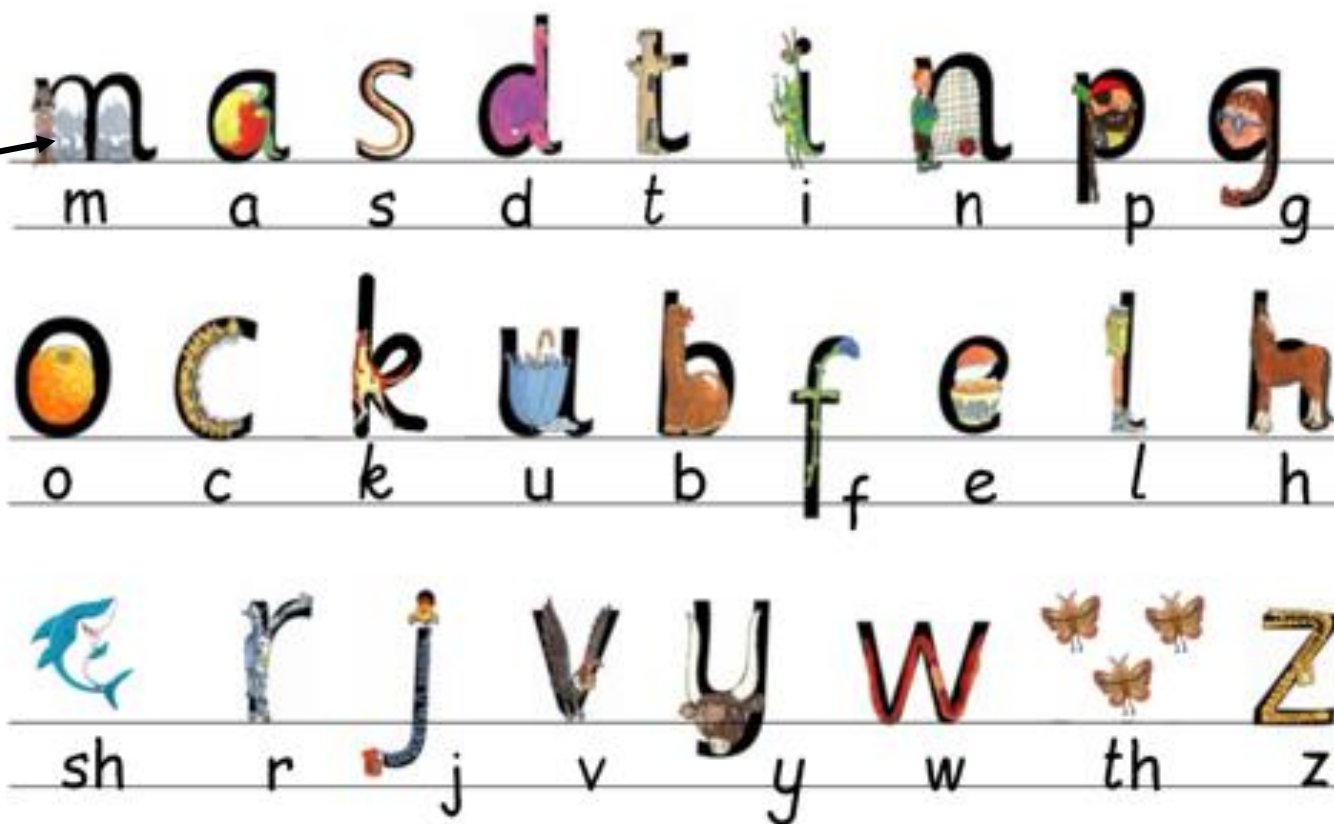 m a s d t i n p g
m a s d t i n p g
o c k u b f e l h
o c k u b f e l h
r j v y w z
sh r j v y w th z